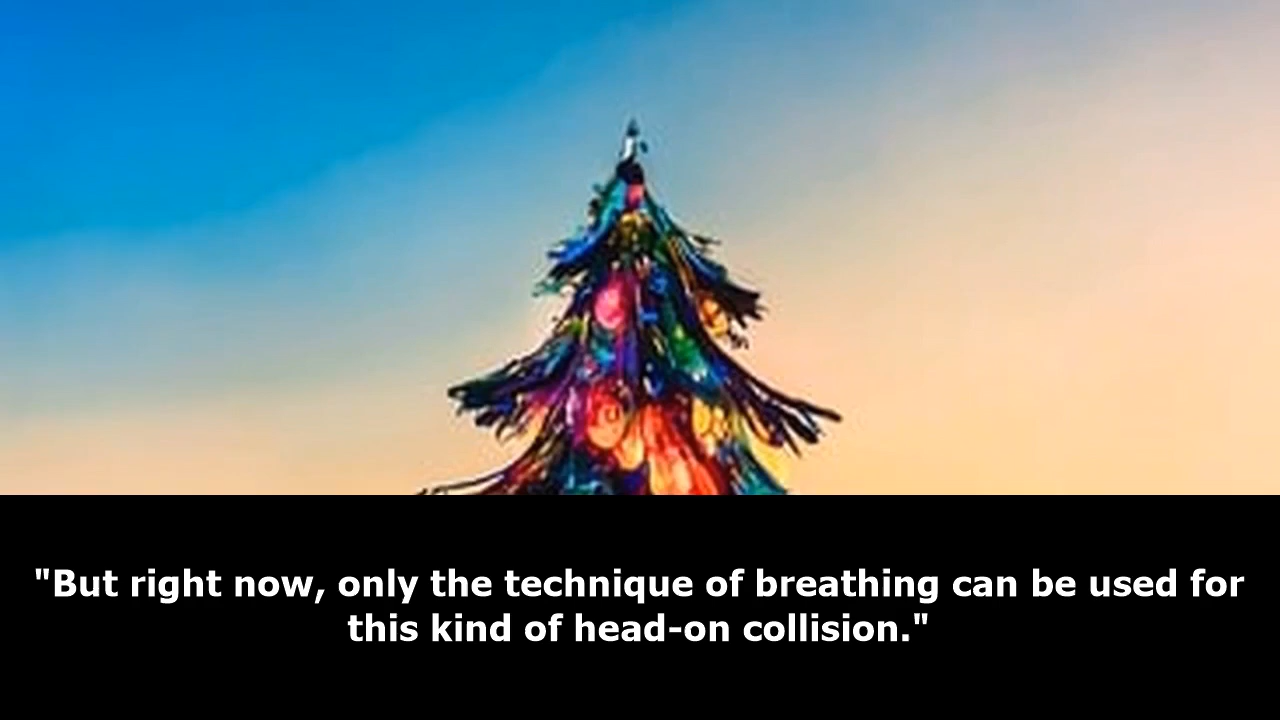 "But right now, only the technique of breathing can be used for
this kind of head-on collision."